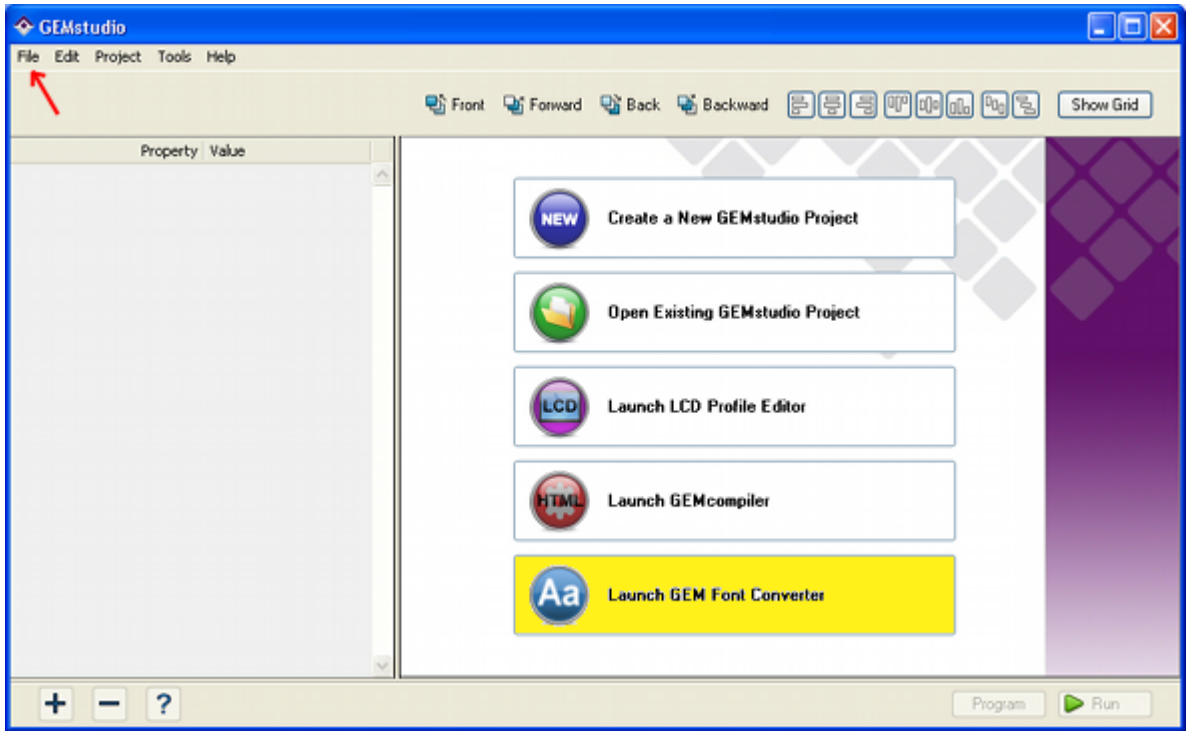 GEMstudio
File Edit Project Tools Help
Front Forward Back Backward Show Grid
Property Value
NEW Create a New GEMstudio Project
Open Existing GEMstudio Project
LCD Launch LCD Profile Editor
HTML Launch GEMcompiler
Aa Launch GEM Font Converter
+ - ? Program Run